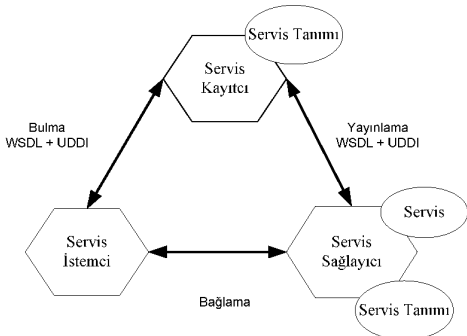 Servis Tanımı
Servis
Kayıtcı
Bulma
WSDL + UDDI
Yayınlama
WSDL + UDDI
Servis
Servis
İstemci
Servis
Sağlayıcı
Bağlama
Servis Tanımı